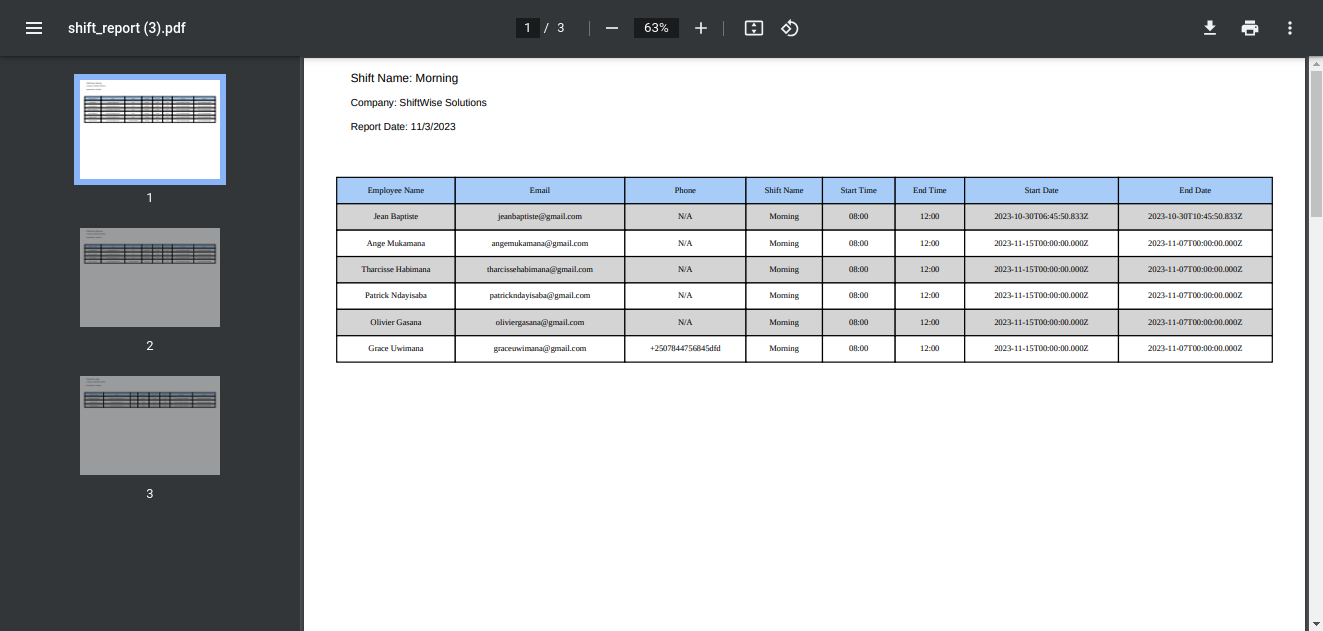 shift_report (3).pdf
1 / 3
63%
1
2
3
Shift Name: Morning
Company: ShiftWise Solutions
Report Date: 11/3/2023
Employee Name Email Phone Shift Name Start Time End Time Start Date End Date
Jean Baptiste jeanbaptiste@gmail.com N/A Morning 08:00 12:00 2023-10-30T06:45:50.833Z 2023-10-30T10:45:50.833Z
Ange Mukamana angemukamana@gmail.com N/A Morning 08:00 12:00 2023-11-15T00:00:00.000Z 2023-11-07T00:00:00.000Z
Tharcisse Habimana tharcissehabimana@gmail.com N/A Morning 08:00 12:00 2023-11-15T00:00:00.000Z 2023-11-07T00:00:00.000Z
Patrick Ndayisaba patrickndayisaba@gmail.com N/A Morning 08:00 12:00 2023-11-15T00:00:00.000Z 2023-11-07T00:00:00.000Z
Olivier Gasana oliviergasana@gmail.com N/A Morning 08:00 12:00 2023-11-15T00:00:00.000Z 2023-11-07T00:00:00.000Z
Grace Uwimana graceuwimana@gmail.com +2507844756845dfd Morning 08:00 12:00 2023-11-15T00:00:00.000Z 2023-11-07T00:00:00.000Z